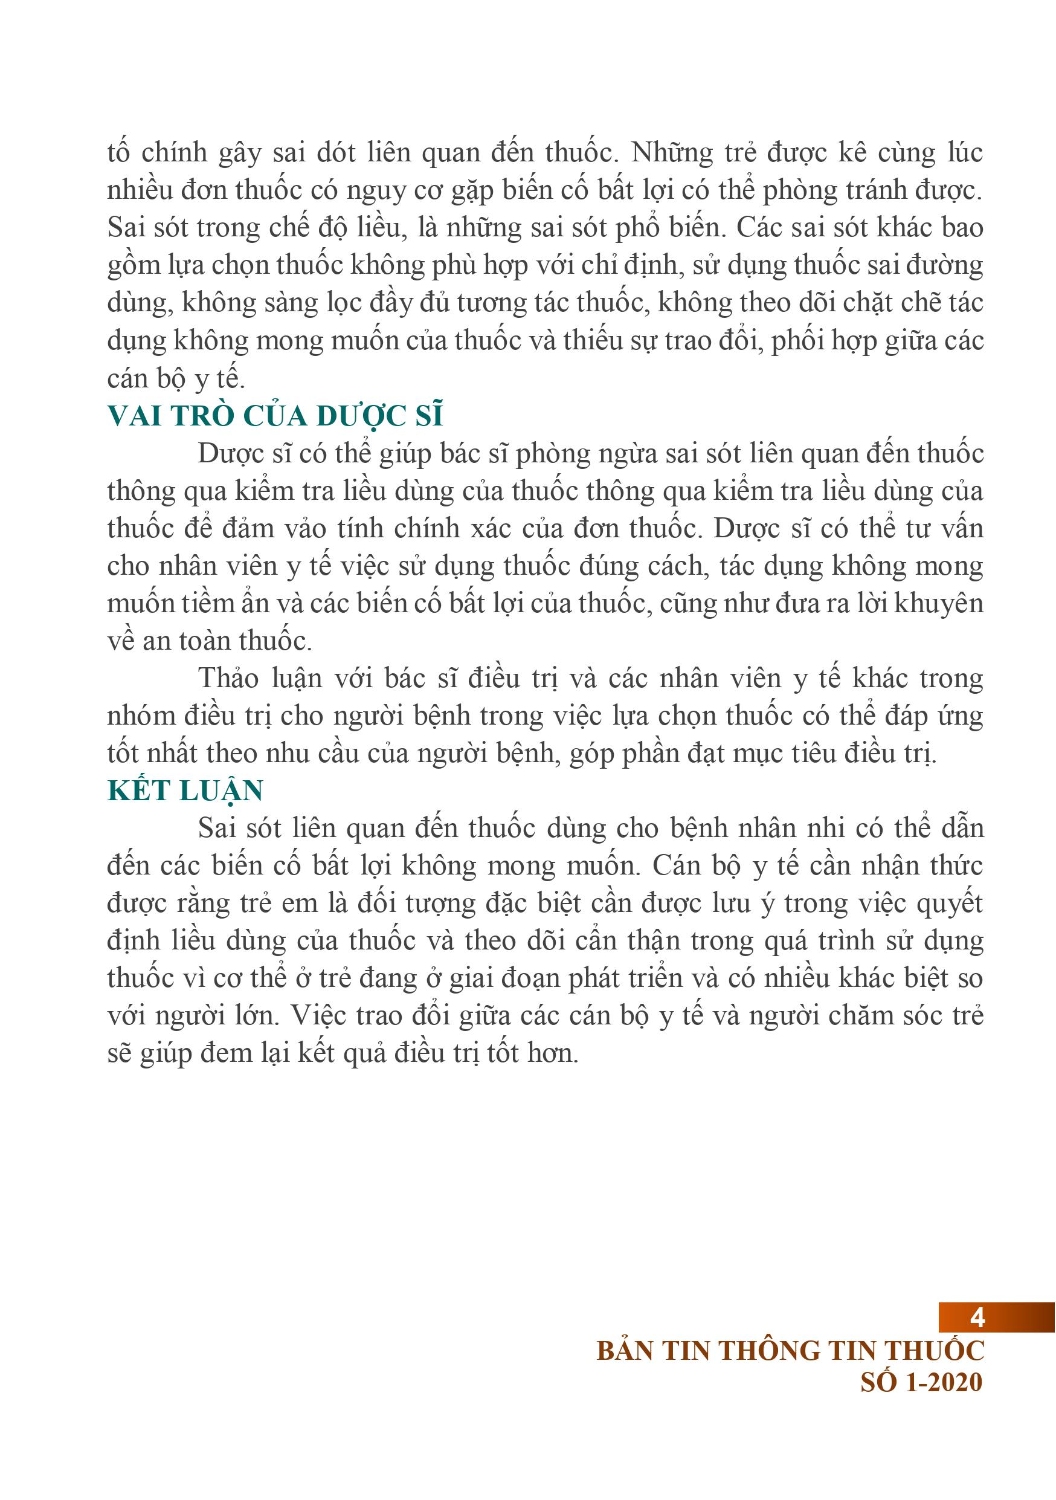 tố chính gây sai dót liên quan đến thuốc. Những trẻ được kê cùng lúc
nhiều đơn thuốc có nguy cơ gặp biến cố bất lợi có thể phòng tránh được.
Sai sót trong chế độ liều, là những sai sót phổ biến. Các sai sót khác bao
gồm lựa chọn thuốc không phù hợp với chỉ định, sử dụng thuốc sai đường
dùng, không sàng lọc đầy đủ tương tác thuốc, không theo dõi chặt chẽ tác
dụng không mong muốn của thuốc và thiếu sự trao đổi, phối hợp giữa các
cán bộ y tế.
VAI TRÒ CỦA DƯỢC SĨ
Dược sĩ có thể giúp bác sĩ phòng ngừa sai sót liên quan đến thuốc
thông qua kiểm tra liều dùng của thuốc thông qua kiểm tra liều dùng của
thuốc để đảm vảo tính chính xác của đơn thuốc. Dược sĩ có thể tư vấn
cho nhân viên y tế việc sử dụng thuốc đúng cách, tác dụng không mong
muốn tiềm ẩn và các biến cố bất lợi của thuốc, cũng như đưa ra lời khuyên
về an toàn thuốc.
Thảo luận với bác sĩ điều trị và các nhân viên y tế khác trong
nhóm điều trị cho người bệnh trong việc lựa chọn thuốc có thể đáp ứng
tốt nhất theo nhu cầu của người bệnh, góp phần đạt mục tiêu điều trị.
KẾT LUẬN
Sai sót liên quan đến thuốc dùng cho bệnh nhân nhi có thể dẫn
đến các biến cố bất lợi không mong muốn. Cán bộ y tế cần nhận thức
được rằng trẻ em là đối tượng đặc biệt cần được lưu ý trong việc quyết
định liều dùng của thuốc và theo dõi cẩn thận trong quá trình sử dụng
thuốc vì cơ thể ở trẻ đang ở giai đoạn phát triển và có nhiều khác biệt so
với người lớn. Việc trao đổi giữa các cán bộ y tế và người chăm sóc trẻ
sẽ giúp đem lại kết quả điều trị tốt hơn.
4
BẢN TIN THÔNG TIN THUỐC
SỐ 1-2020